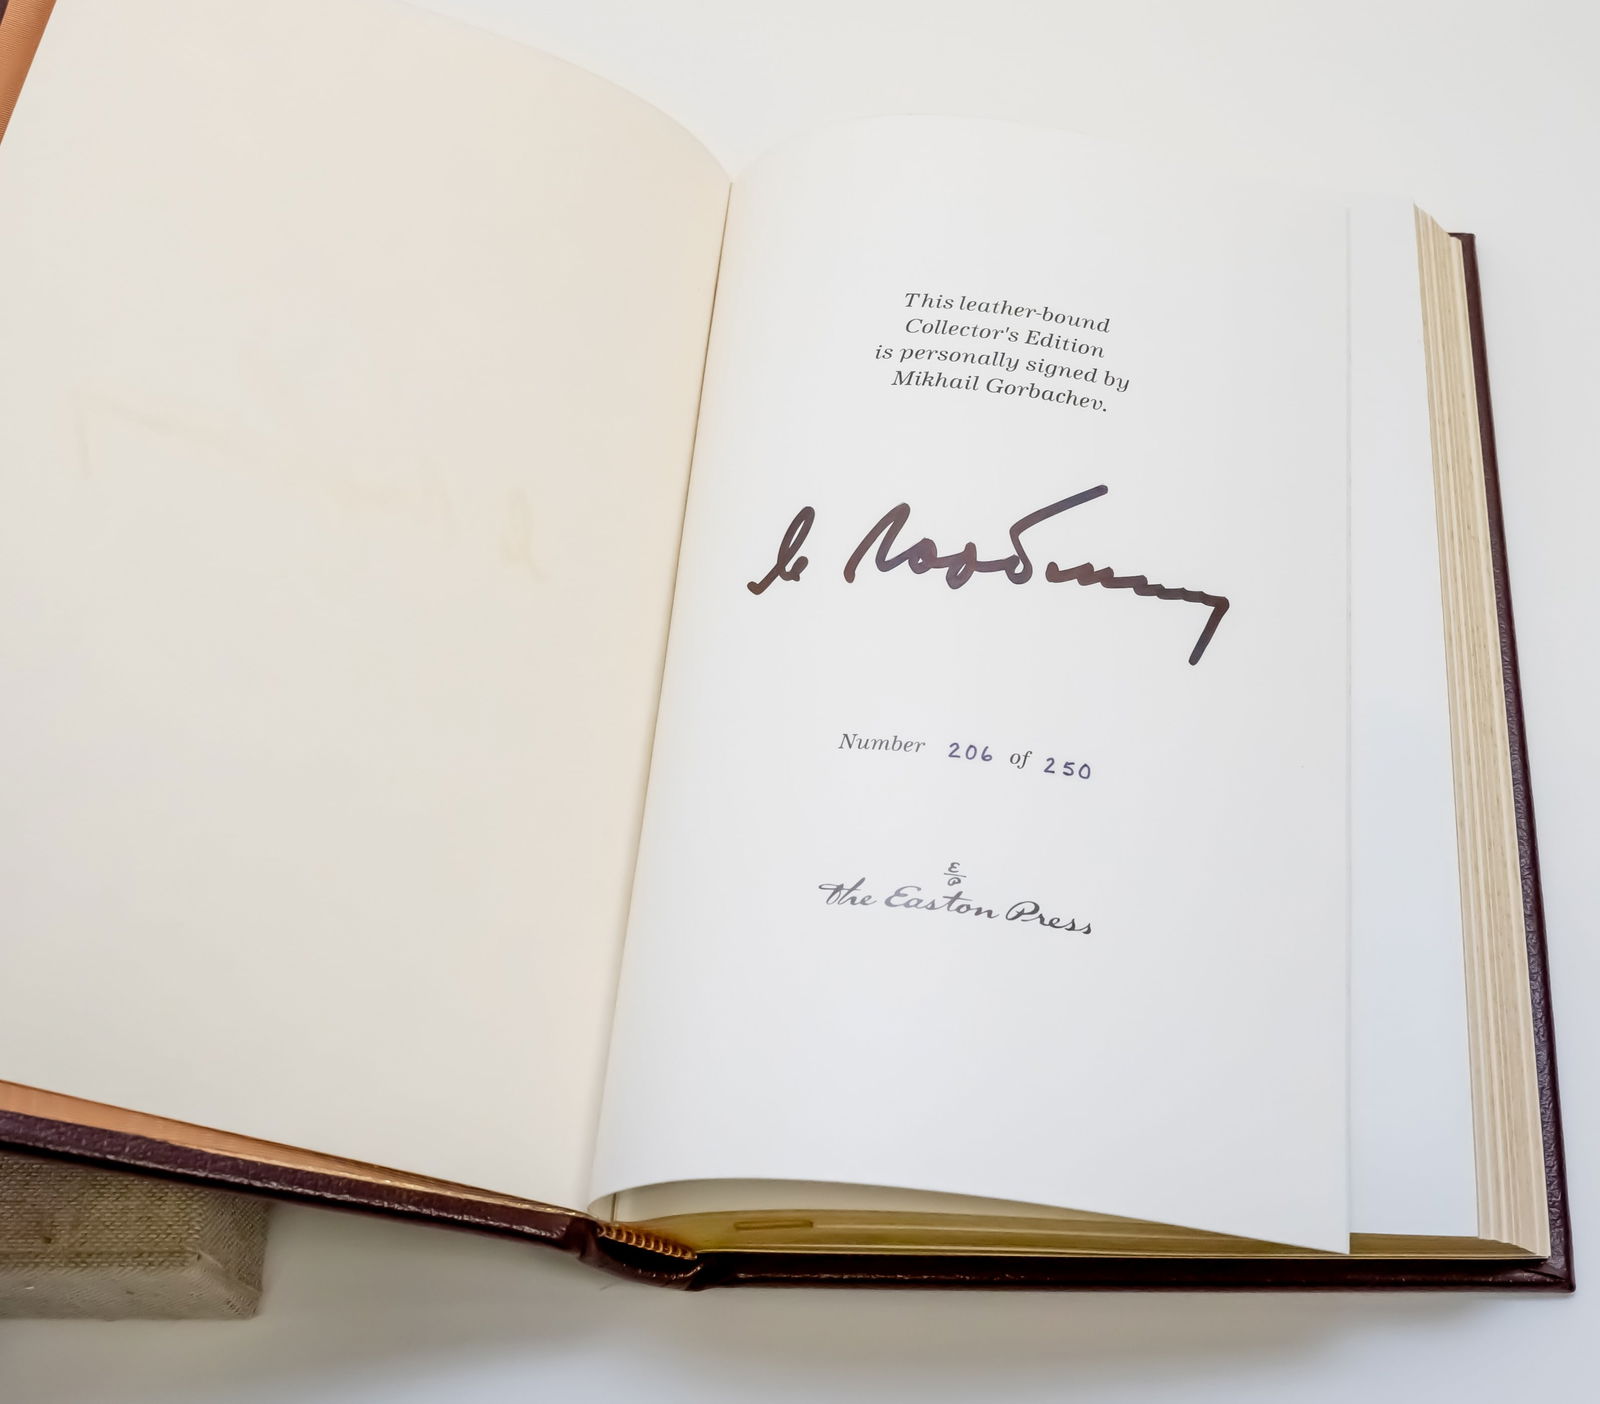 This leather-bound
Collector's Edition
is personally signed by
Mikhail Gorbachev.
Number 206 of 250
The Easton Press